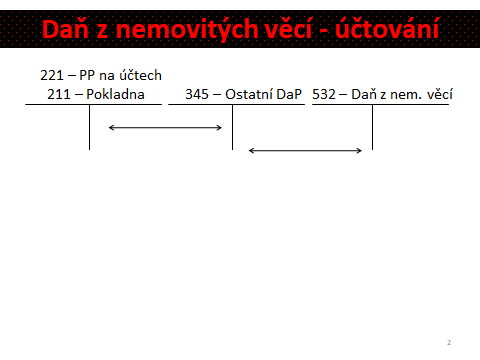 Daň z nemovitých věcí - účtování
221 – PP na účtech
211 – Pokladna
345 – Ostatní DaP
532 – Daň z nem. věcí
2